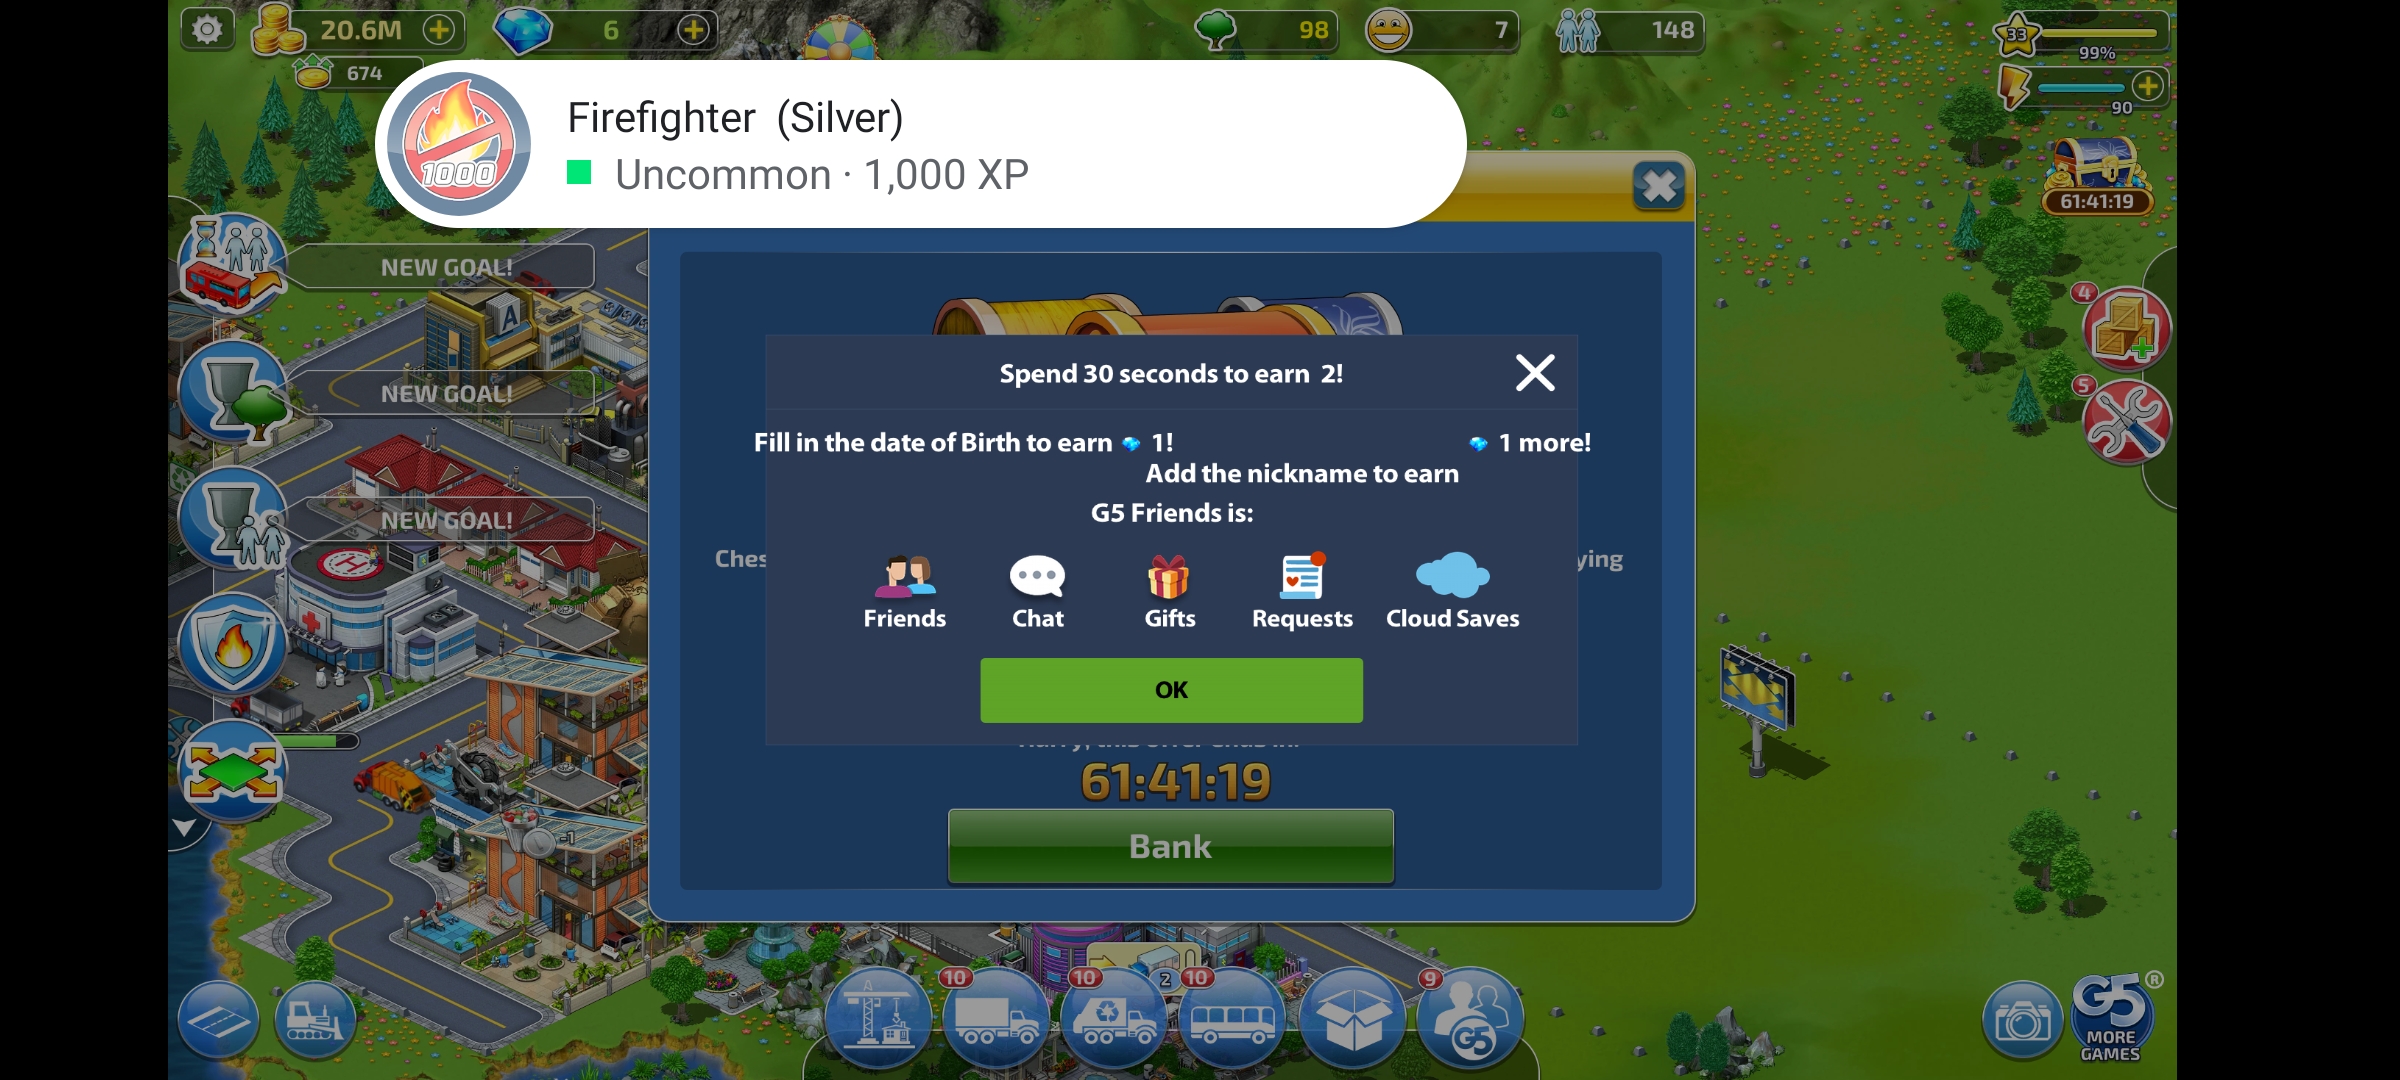 20.6M
6
98
7
148
33
99%
674
90
Firefighter (Silver)
Uncommon · 1,000 XP
1000
61:41:19
NEW GOAL!
A
4
Spend 30 seconds to earn 2!
NEW GOAL!
5
Fill in the date of Birth to earn 1!
1 more!
Add the nickname to earn
G5 Friends is:
NEW GOAL!
H
Ches
ying
Friends
Chat
Gifts
Requests
Cloud Saves
OK
61:41:19
-1
Bank
10
10
2
10
9
A
G5
G5 ®
MORE
GAMES